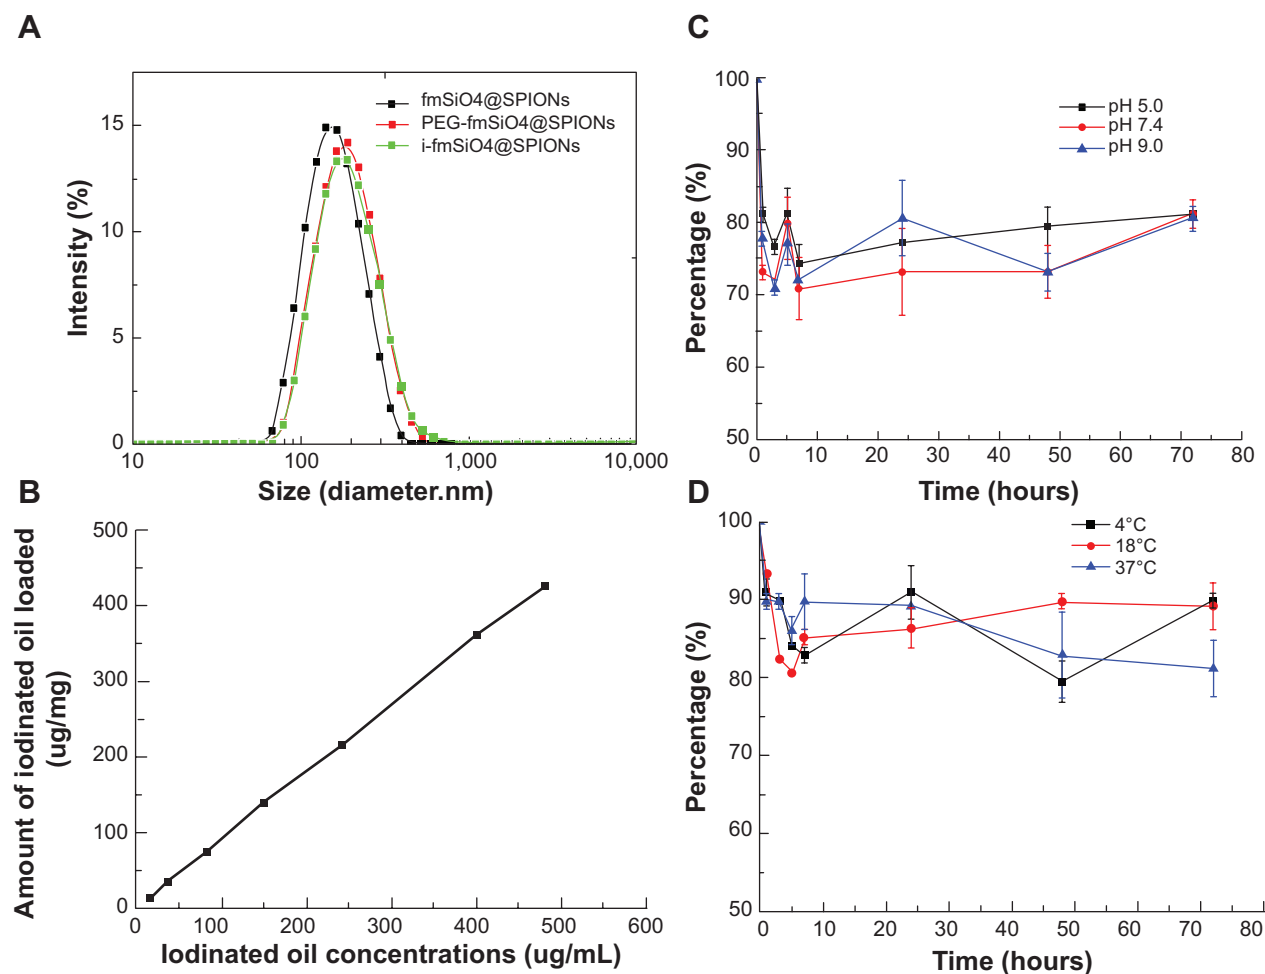 A
Intensity (%)
15
10
5
0
fmSiO4@SPIONs
PEG-fmSiO4@SPIONs
i-fmSiO4@SPIONs
10
100
1,000
10,000
Size (diameter.nm)
B
Amount of iodinated oil loaded
(ug/mg)
500
400
300
200
100
0
0
100
200
300
400
500
600
Iodinated oil concentrations (ug/mL)
C
Percentage (%)
100
90
80
70
60
50
pH 5.0
pH 7.4
pH 9.0
0
10
20
30
40
50
60
70
80
Time (hours)
D
Percentage (%)
100
90
80
70
60
50
4°C
18°C
37°C
0
10
20
30
40
50
60
70
80
Time (hours)